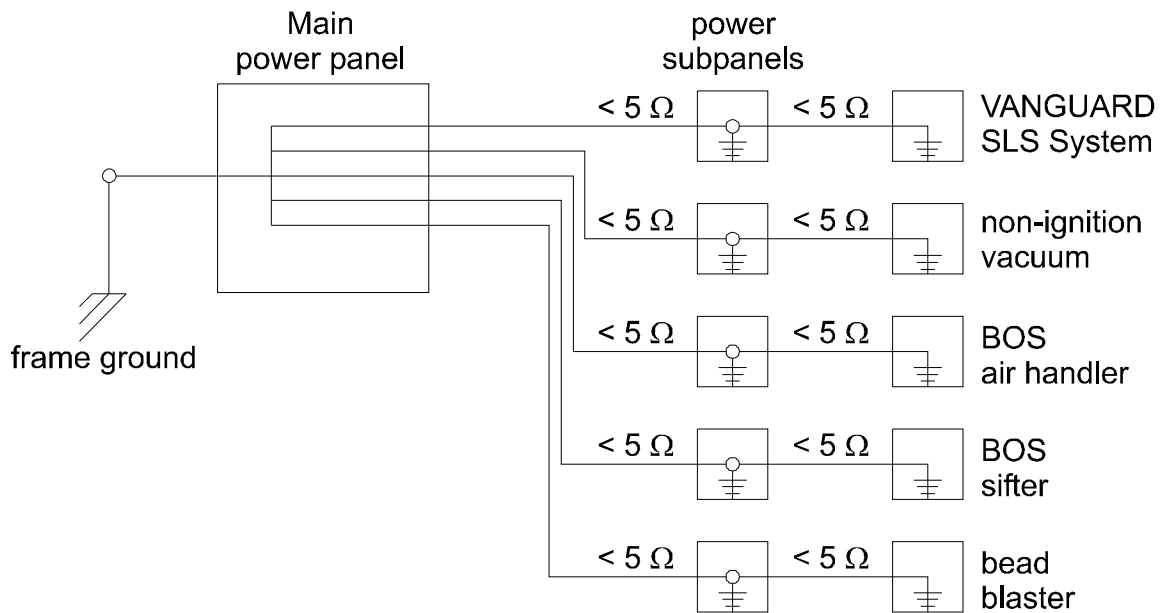 Main
power panel
power
subpanels
< 5 Ω
< 5 Ω
VANGUARD
SLS System
< 5 Ω
< 5 Ω
non-ignition
vacuum
frame ground
< 5 Ω
< 5 Ω
BOS
air handler
< 5 Ω
< 5 Ω
BOS
sifter
< 5 Ω
< 5 Ω
bead
blaster